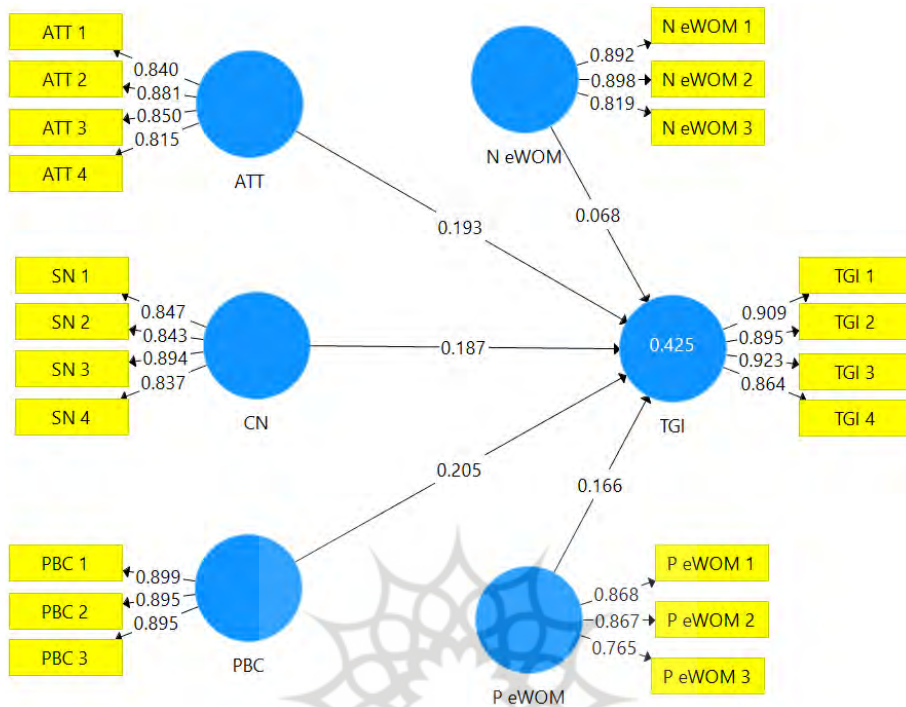 ATT 1
ATT 2
ATT 3
ATT 4
0.840
0.881
0.850
0.815
ATT
N eWOM 1
N eWOM 2
N eWOM 3
0.892
0.898
0.819
N eWOM
0.193
0.068
SN 1
SN 2
SN 3
SN 4
0.847
0.843
0.894
0.837
CN
0.187
0.425
TGI
0.909
0.895
0.923
0.864
TGI 1
TGI 2
TGI 3
TGI 4
0.205
0.166
PBC 1
PBC 2
PBC 3
0.899
0.895
0.895
PBC
P eWOM
0.868
0.867
0.765
P eWOM 1
P eWOM 2
P eWOM 3